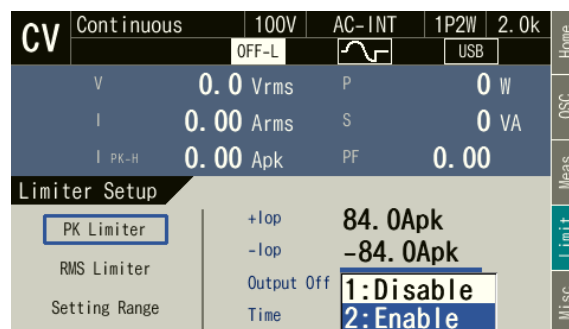 CV Continuous 100V AC-INT 1P2W 2.0k
OFF-L USB
V 0.0 Vrms P 0 W
I 0.00 Arms S 0 VA
I PK-H 0.00 Apk PF 0.00
Limiter Setup
PK Limiter
RMS Limiter
Setting Range
+Iop 84.0Apk
-Iop -84.0Apk
Output Off 1:Disable
Time 2:Enable
Home
OSC
Meas
Limit
Misc